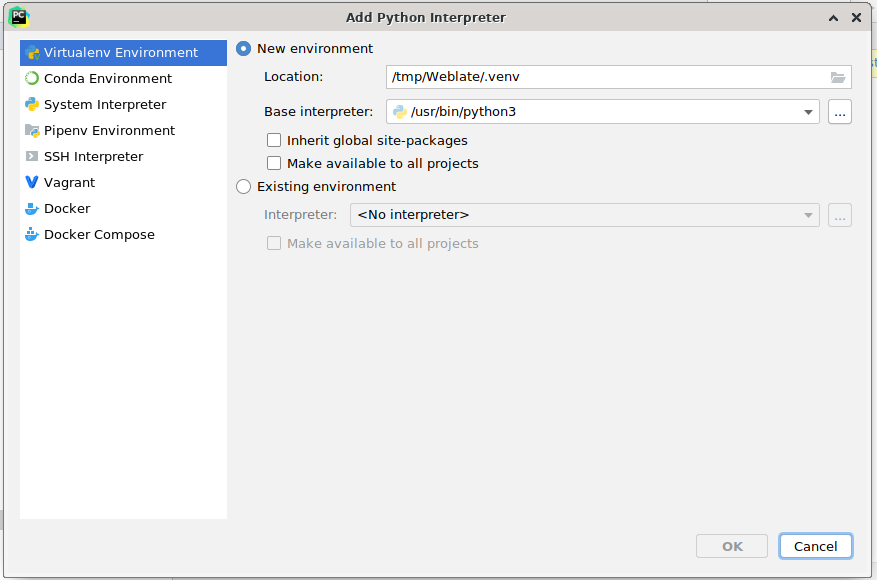 Add Python Interpreter
Virtualenv Environment
Conda Environment
System Interpreter
Pipenv Environment
SSH Interpreter
Vagrant
Docker
Docker Compose
New environment
Location: /tmp/Weblate/.venv
Base interpreter: /usr/bin/python3 ...
Inherit global site-packages
Make available to all projects
Existing environment
Interpreter: <No interpreter> ...
Make available to all projects
OK Cancel